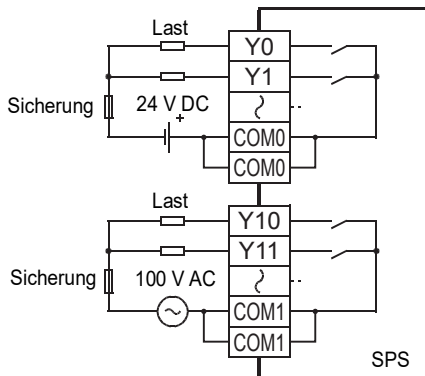 Last
Y0
Y1
Sicherung
24 V DC
+
COM0
COM0
Last
Y10
Y11
Sicherung
100 V AC
COM1
COM1
SPS